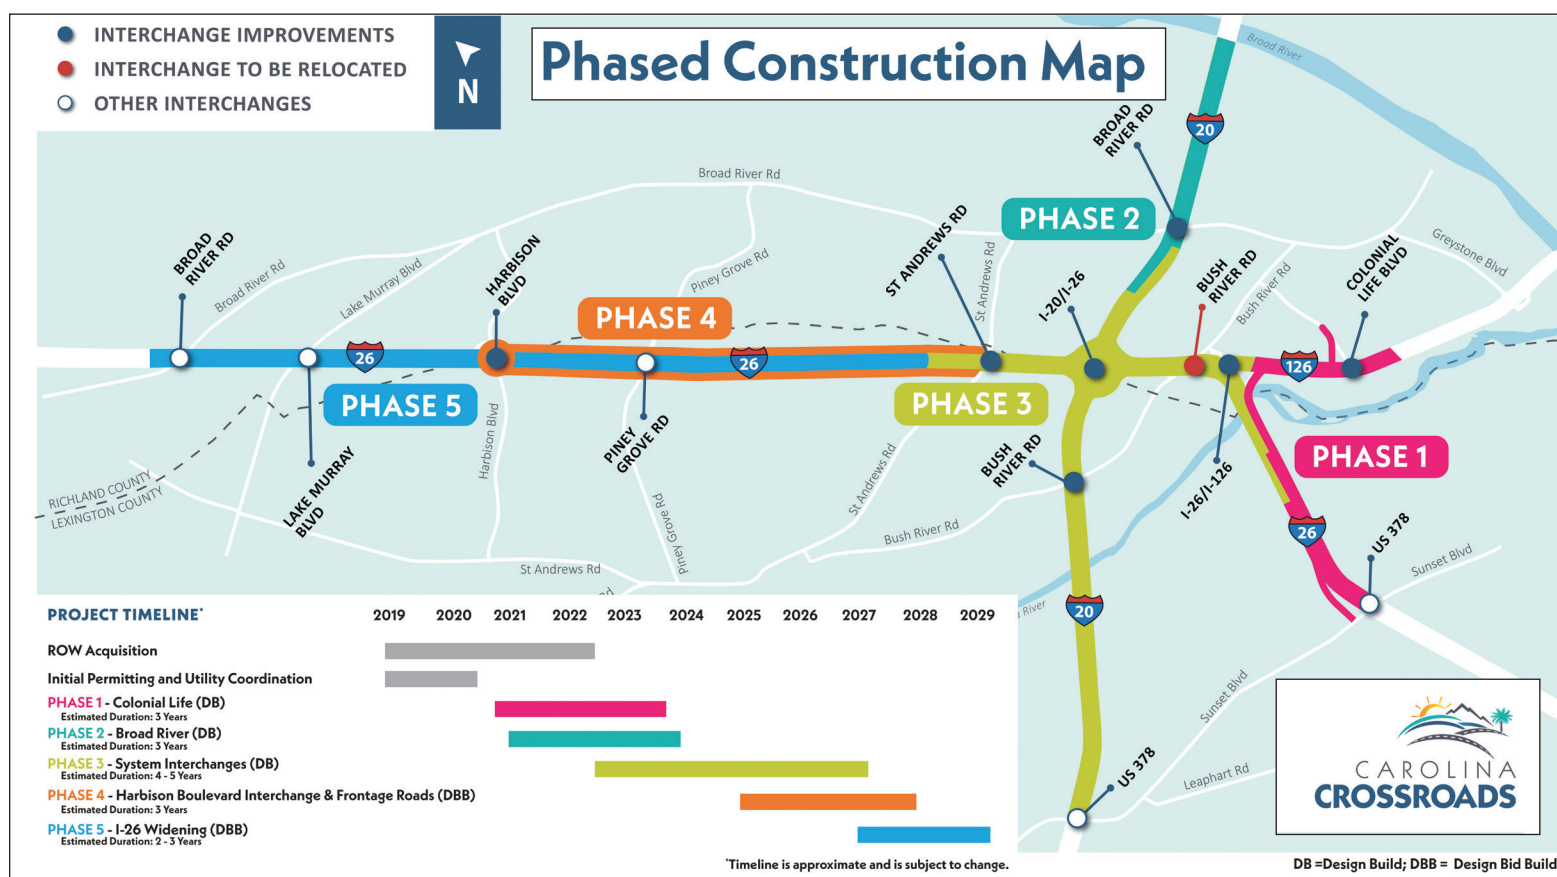 INTERCHANGE IMPROVEMENTS
INTERCHANGE TO BE RELOCATED
OTHER INTERCHANGES
N
Phased Construction Map
Broad River
20
BROAD
RIVER RD
Broad River Rd
PHASE 2
ST ANDREWS RD
St Andrews Rd
BROAD
RIVER RD
Broad River Rd
Lake Murray Blvd
HARBISON
BLVD
Piney Grove Rd
I-20/I-26
BUSH
RIVER RD
Bush River Rd
COLONIAL
LIFE BLVD
Greystone Blvd
PHASE 4
26
26
126
PHASE 5
PHASE 3
Harbison Blvd
PINEY
GROVE RD
St Andrews Rd
BUSH
RIVER RD
PHASE 1
RICHLAND COUNTY
LEXINGTON COUNTY
LAKE MURRAY
BLVD
I-26/I-126
Piney Grove Rd
Bush River Rd
26
US 378
St Andrews Rd
Sunset Blvd
Rd
River
20
Sunset Blvd
US 378
Leaphart Rd
PROJECT TIMELINE*
2019 2020 2021 2022 2023 2024 2025 2026 2027 2028 2029
ROW Acquisition
Initial Permitting and Utility Coordination
PHASE 1 - Colonial Life (DB)
Estimated Duration: 3 Years
PHASE 2 - Broad River (DB)
Estimated Duration: 3 Years
PHASE 3 - System Interchanges (DB)
Estimated Duration: 4 - 5 Years
PHASE 4 - Harbison Boulevard Interchange & Frontage Roads (DBB)
Estimated Duration: 3 Years
PHASE 5 - I-26 Widening (DBB)
Estimated Duration: 2 - 3 Years
*Timeline is approximate and is subject to change.
CAROLINA
CROSSROADS
DB =Design Build; DBB = Design Bid Build